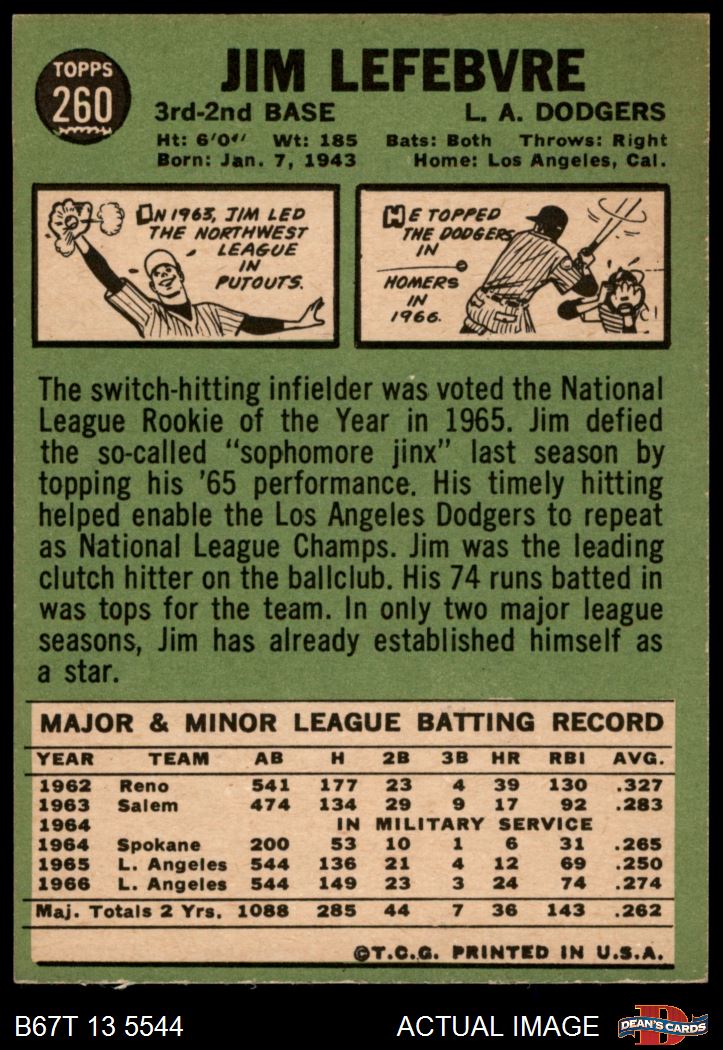 TOPPS
260
JIM LEFEBVRE
3rd-2nd BASE L. A. DODGERS
Ht: 6'0" Wt: 185 Bats: Both Throws: Right
Born: Jan. 7, 1943 Home: Los Angeles, Cal.
IN 1963, JIM LED
THE NORTHWEST
LEAGUE
IN
PUTOUTS.
HE TOPPED
THE DODGERS
IN
HOMERS
IN
1966.
The switch-hitting infielder was voted the National
League Rookie of the Year in 1965. Jim defied
the so-called "sophomore jinx" last season by
topping his '65 performance. His timely hitting
helped enable the Los Angeles Dodgers to repeat
as National League Champs. Jim was the leading
clutch hitter on the ballclub. His 74 runs batted in
was tops for the team. In only two major league
seasons, Jim has already established himself as
a star.
MAJOR & MINOR LEAGUE BATTING RECORD
YEAR TEAM AB H 2B 3B HR RBI AVG.
1962 Reno 541 177 23 4 39 130 .327
1963 Salem 474 134 29 9 17 92 .283
1964 IN MILITARY SERVICE
1964 Spokane 200 53 10 1 6 31 .265
1965 L. Angeles 544 136 21 4 12 69 .250
1966 L. Angeles 544 149 23 3 24 74 .274
Maj. Totals 2 Yrs. 1088 285 44 7 36 143 .262
©T.C.G. PRINTED IN U.S.A.
B67T 13 5544 ACTUAL IMAGE
D
DEAN'S CARDS